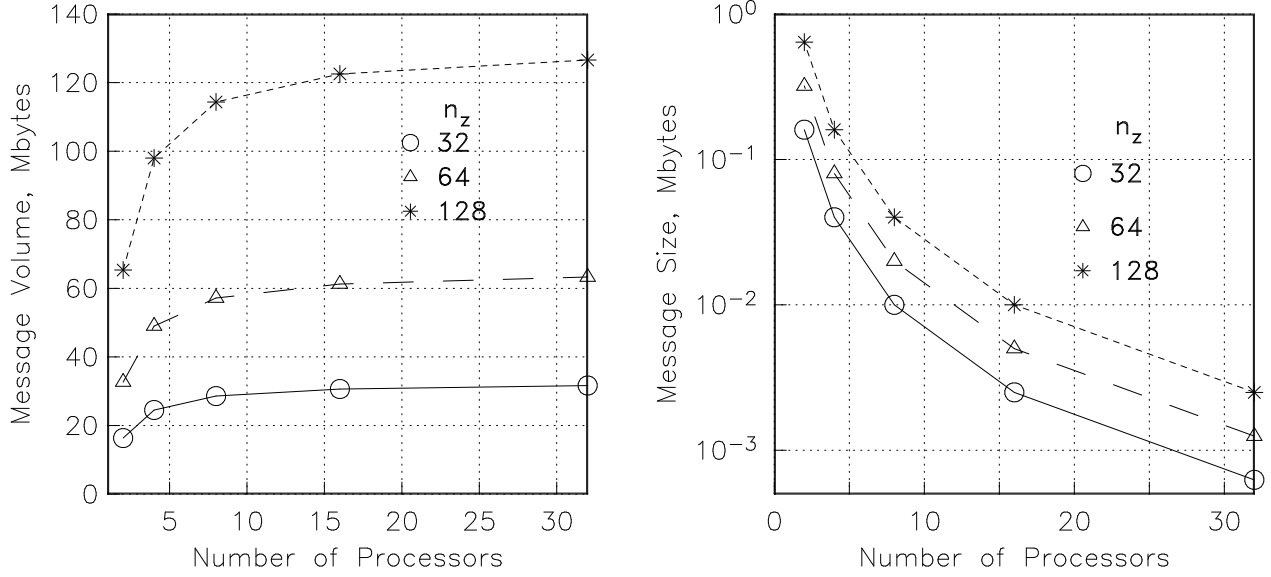 Message Volume, Mbytes
140
120
100
80
60
40
20
0
n_z
32
64
128
5 10 15 20 25 30
Number of Processors
Message Size, Mbytes
10^0
10^-1
10^-2
10^-3
n_z
32
64
128
0 10 20 30
Number of Processors